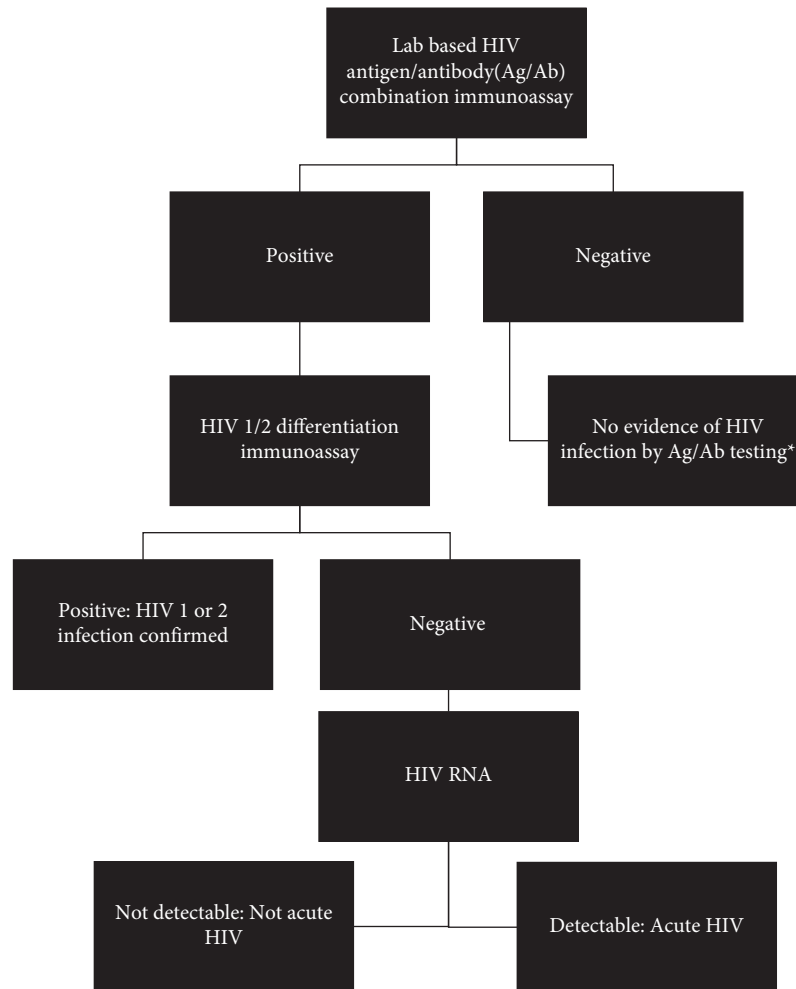 Lab based HIV
antigen/antibody(Ag/Ab)
combination immunoassay
Positive
Negative
HIV 1/2 differentiation
immunoassay
No evidence of HIV
infection by Ag/Ab testing*
Positive: HIV 1 or 2
infection confirmed
Negative
HIV RNA
Not detectable: Not acute
HIV
Detectable: Acute HIV